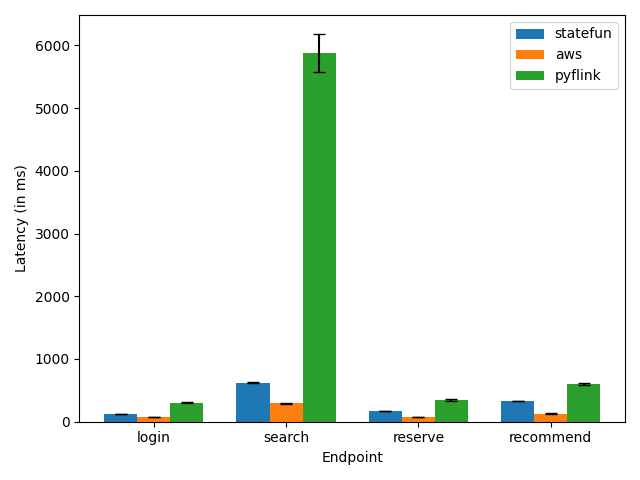 statefun
aws
pyflink
Latency (in ms)
6000
5000
4000
3000
2000
1000
0
login search reserve recommend
Endpoint